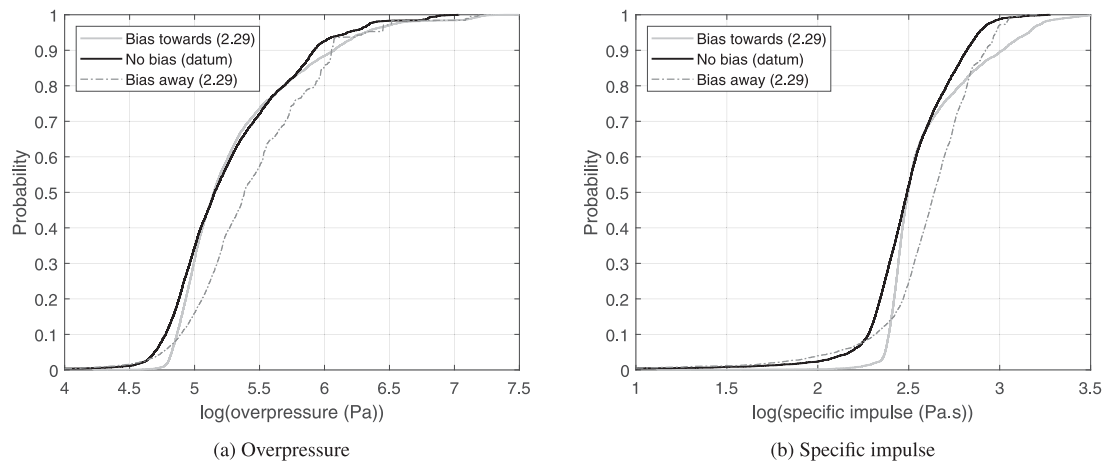 1
0.9
0.8
0.7
0.6
0.5
0.4
0.3
0.2
0.1
0
Probability
Bias towards (2.29)
No bias (datum)
Bias away (2.29)
4 4.5 5 5.5 6 6.5 7 7.5
log(overpressure (Pa))
(a) Overpressure
1
0.9
0.8
0.7
0.6
0.5
0.4
0.3
0.2
0.1
0
Probability
Bias towards (2.29)
No bias (datum)
Bias away (2.29)
1 1.5 2 2.5 3 3.5
log(specific impulse (Pa.s))
(b) Specific impulse